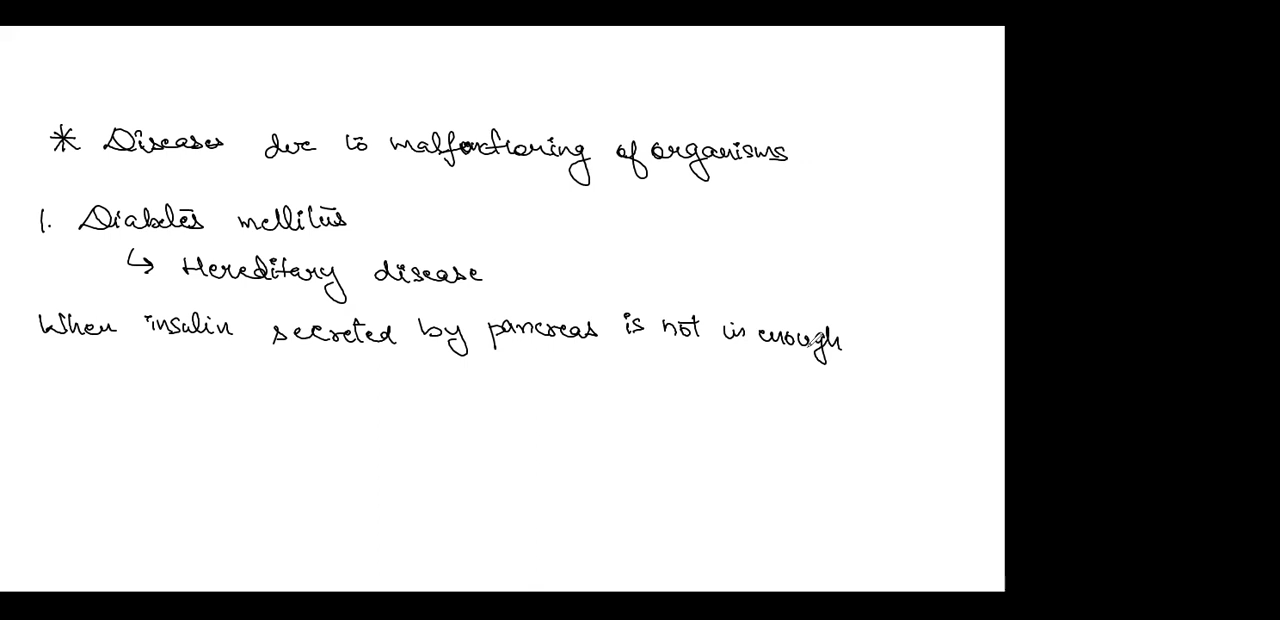 * Diseases due to malfunctioning of organisms
1. Diabetes mellitus
↳ Hereditary disease
When insulin secreted by pancreas is not in enough